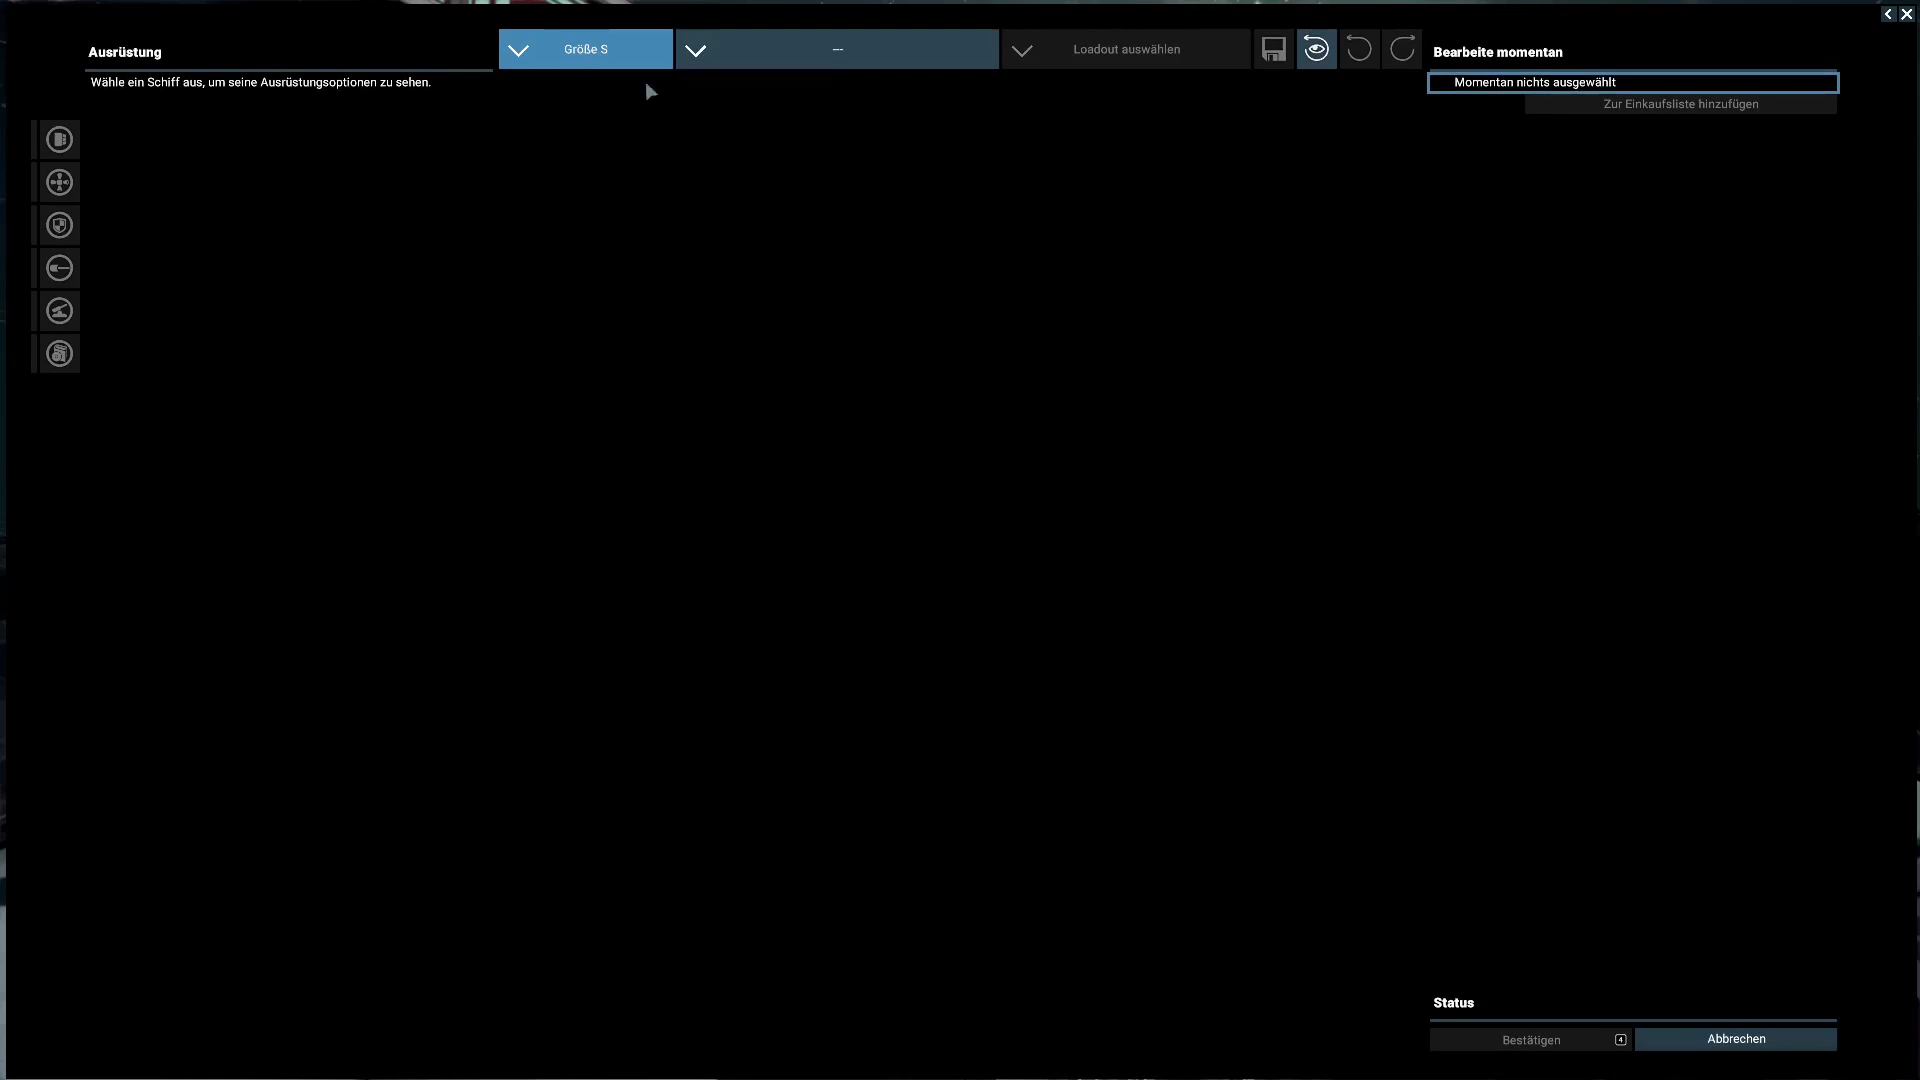 Ausrüstung
Wähle ein Schiff aus, um seine Ausrüstungsoptionen zu sehen.
Größe S
---
Loadout auswählen
Bearbeite momentan
Momentan nichts ausgewählt
Zur Einkaufsliste hinzufügen
Status
Bestätigen 4
Abbrechen